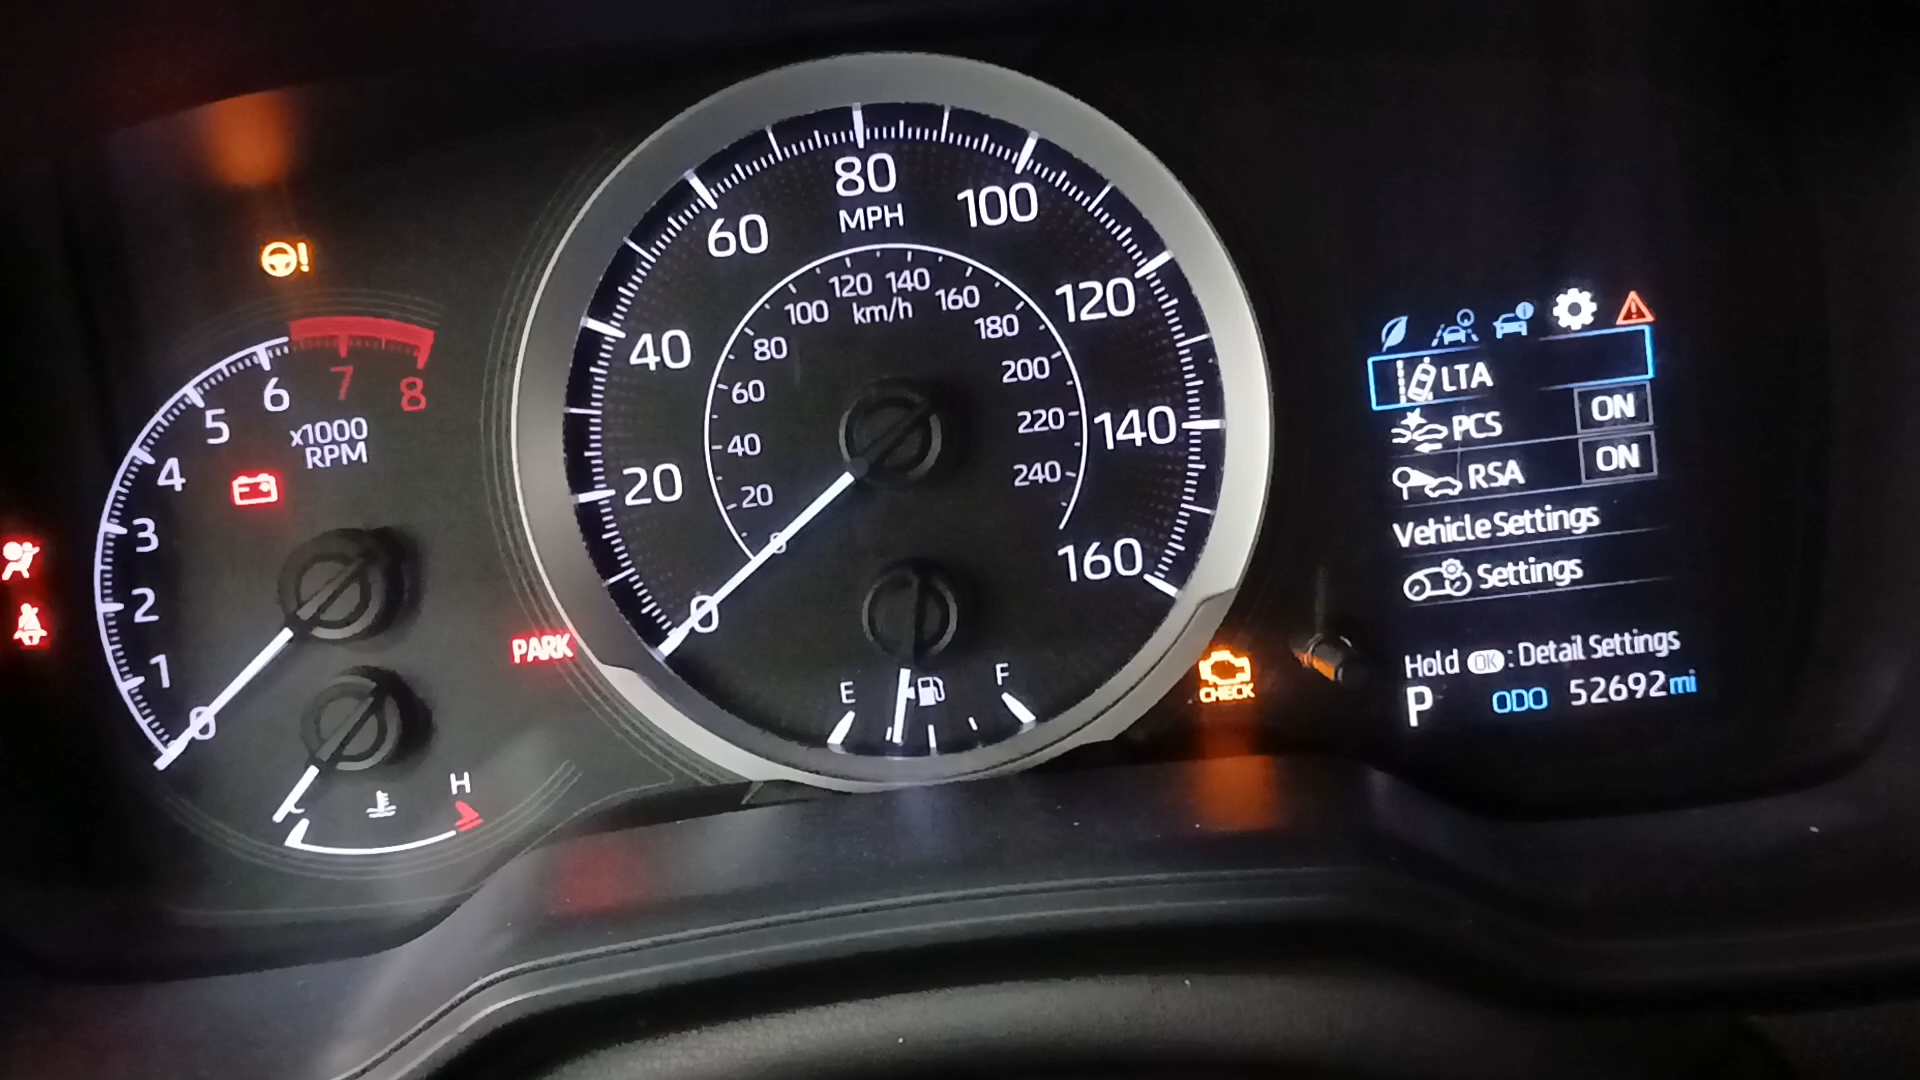 8
7
6
5
4
3
2
1
0
x1000
RPM
H
PARK
80
MPH
100
60
120
40
140
20
160
0
120 140
100 km/h 160
80
180
60
200
40
220
20
240
0
E
F
CHECK
LTA
PCS ON
RSA ON
Vehicle Settings
Settings
Hold OK : Detail Settings
P ODO 52692 mi